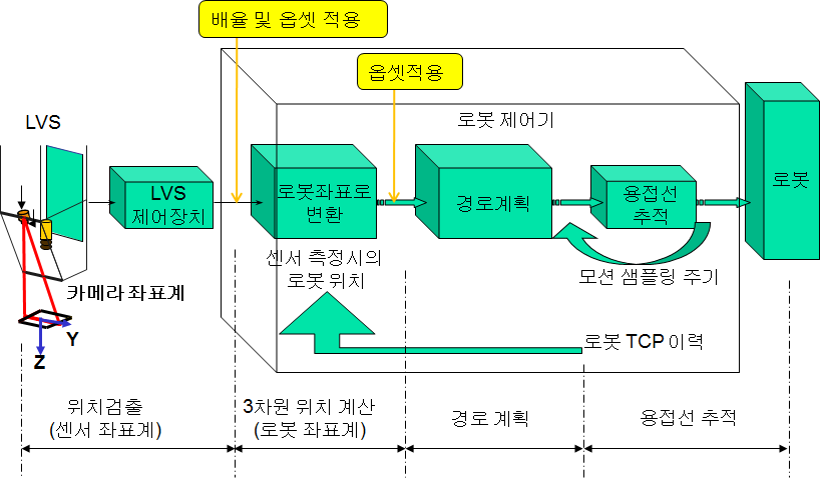 배율 및 옵셋 적용
옵셋적용
로봇 제어기
LVS
LVS
제어장치
로봇좌표로
변환
경로계획
용접선
추적
로봇
센서 측정시의
로봇 위치
모션 샘플링 주기
카메라 좌표계
Y
Z
로봇 TCP 이력
위치검출
(센서 좌표계)
3차원 위치 계산
(로봇 좌표계)
경로 계획
용접선 추적